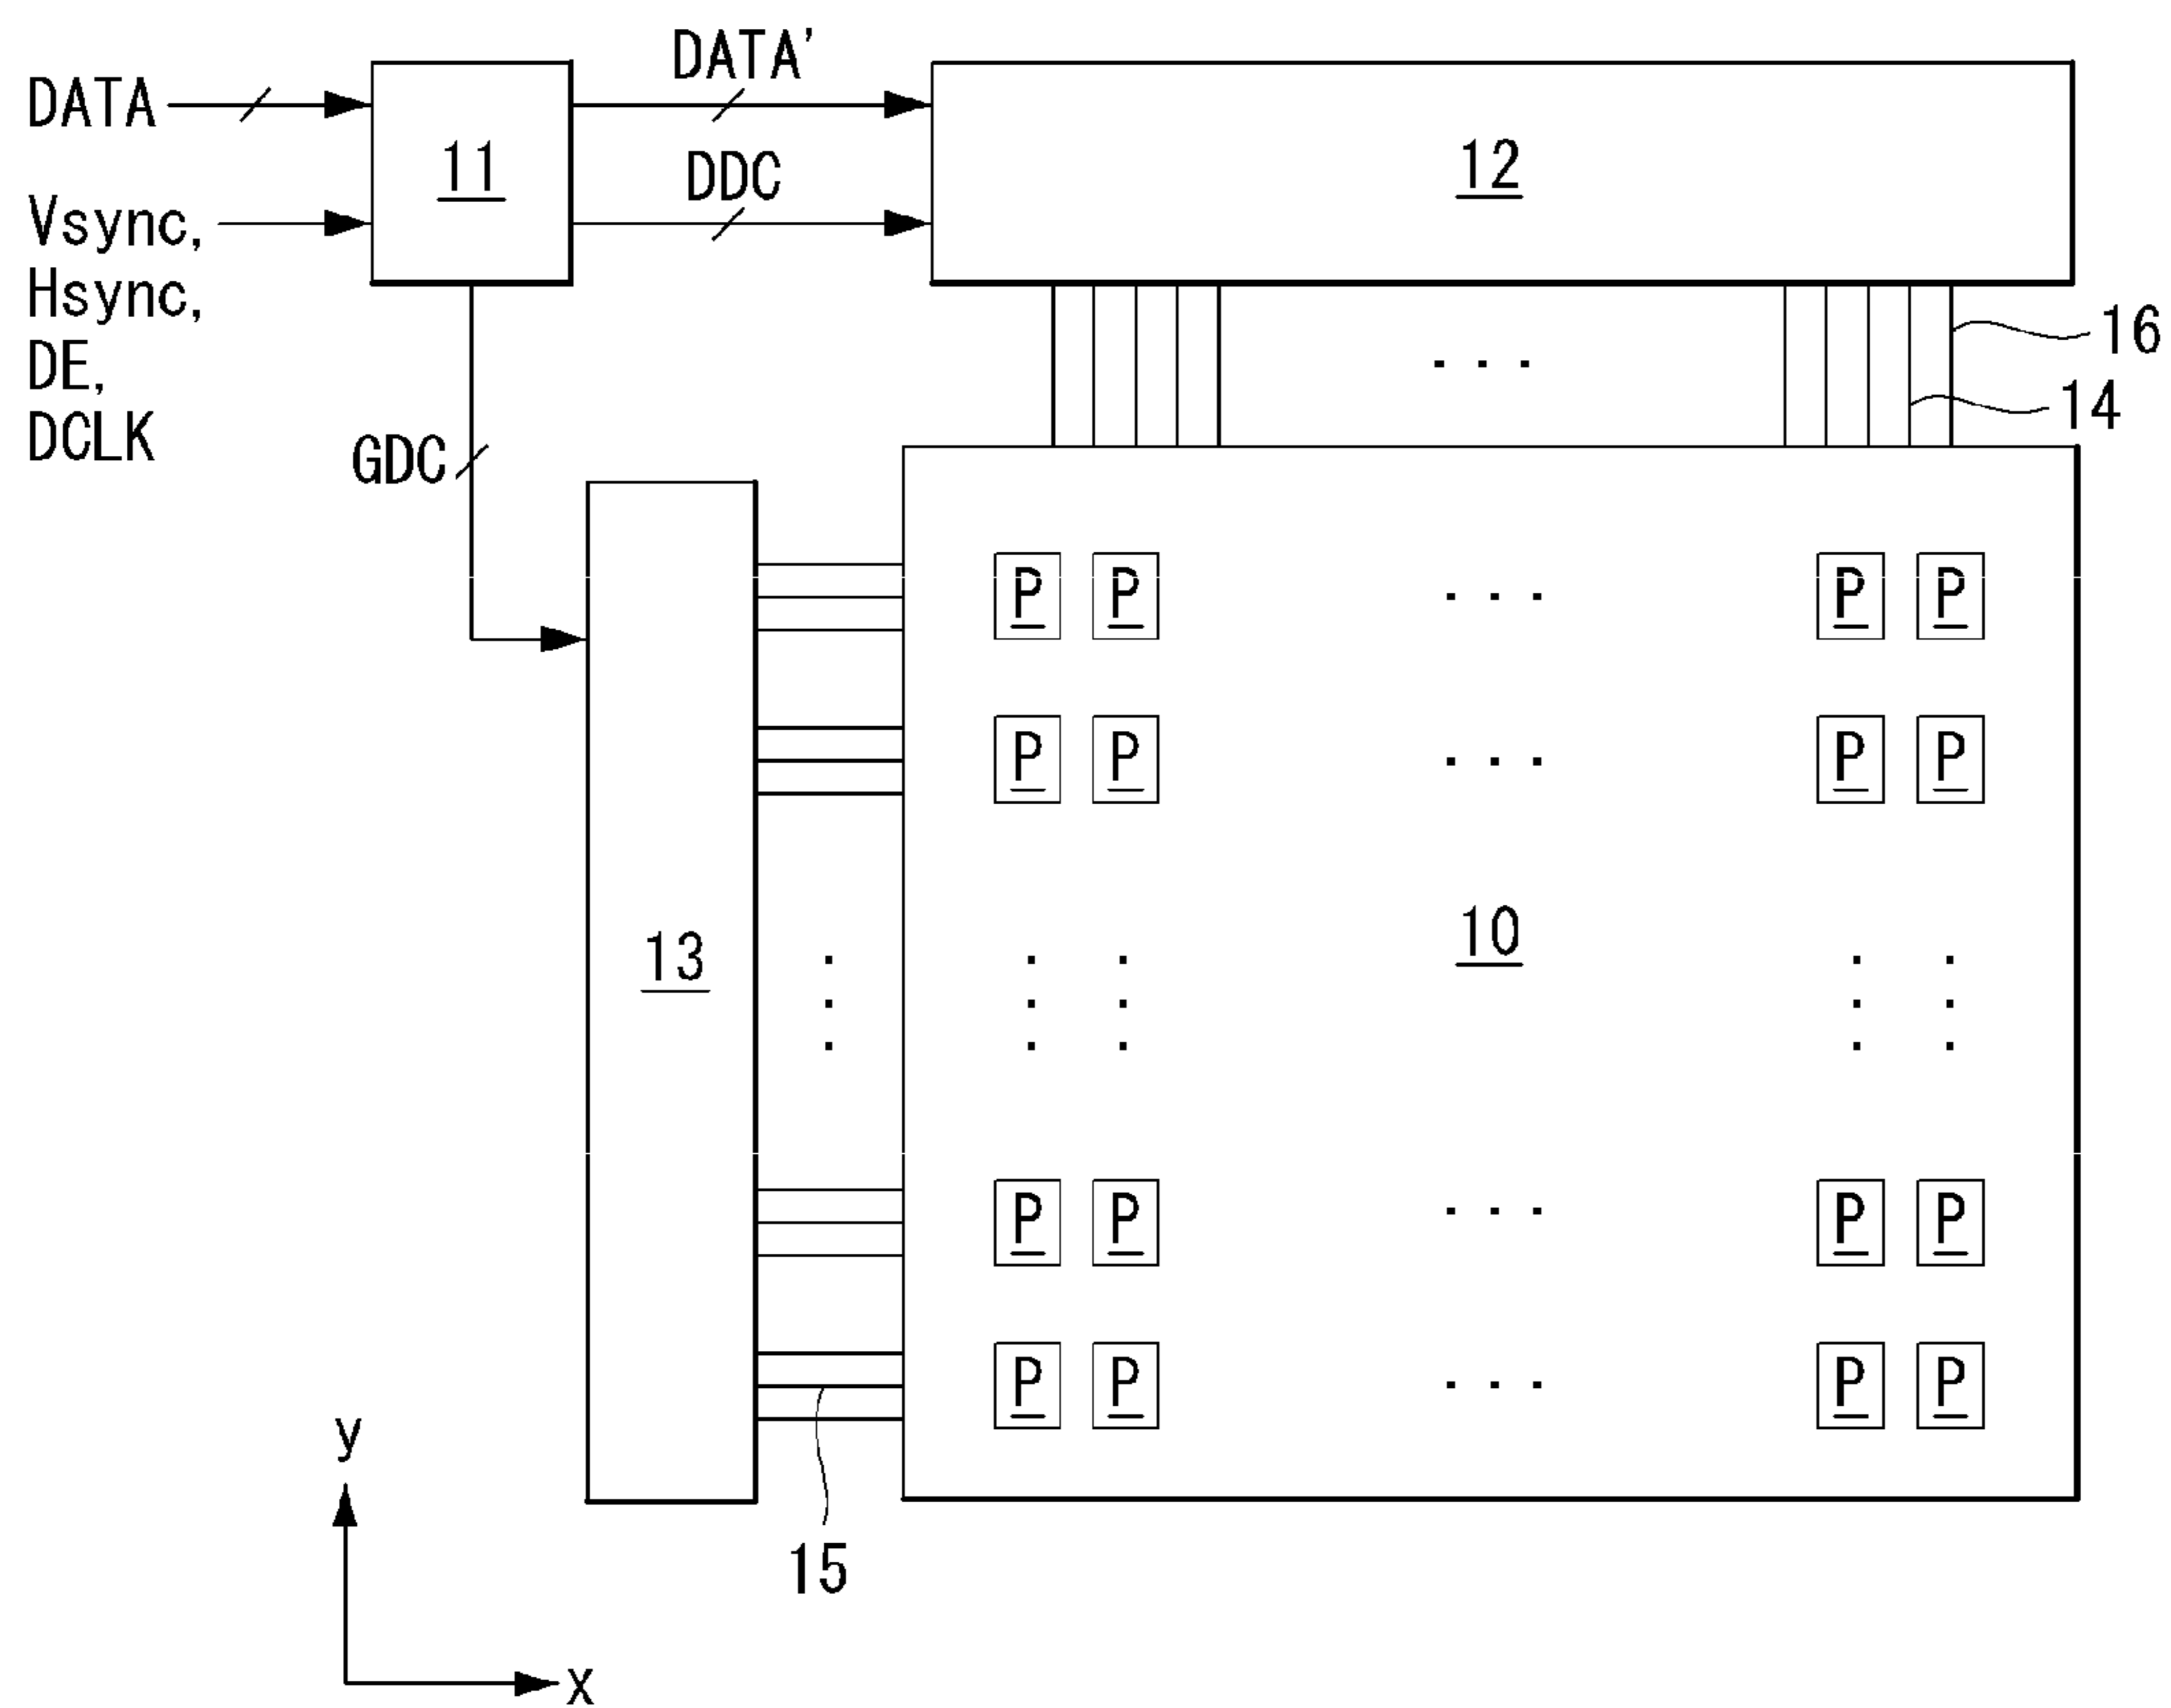 DATA
DATA'
11
12
Vsync,
Hsync,
DE,
DCLK
DDC
16
14
GDC
P P ... P P
P P ... P P
13
10
P P ... P P
P P ... P P
15
y
x